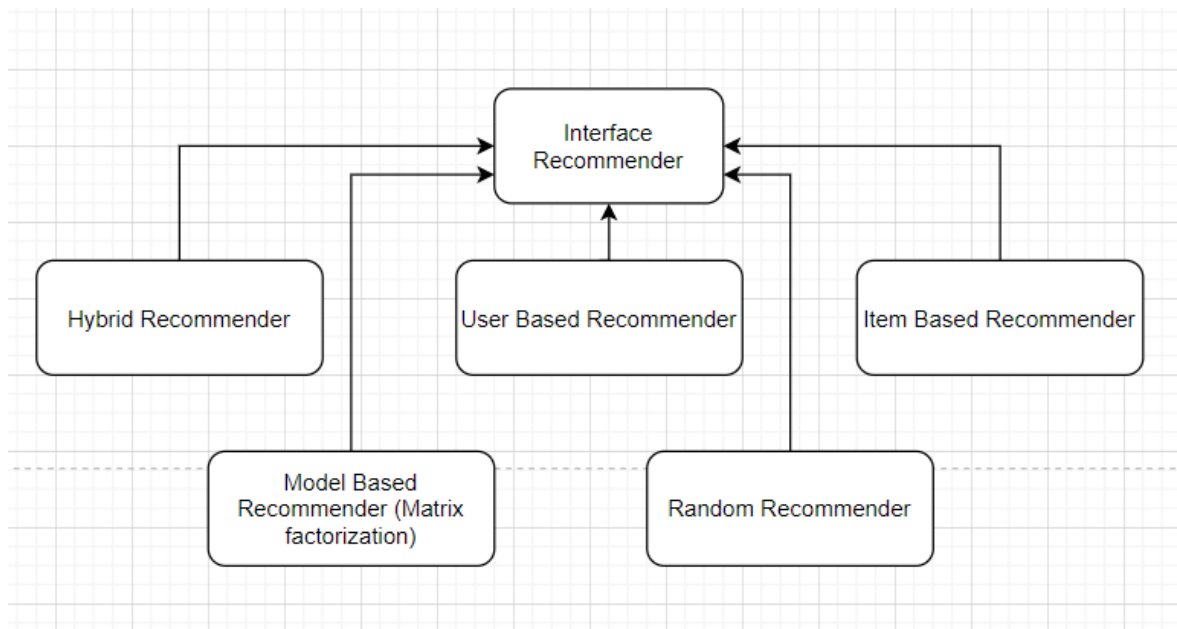 Interface
Recommender
Hybrid Recommender
User Based Recommender
Item Based Recommender
Model Based
Recommender (Matrix
factorization)
Random Recommender